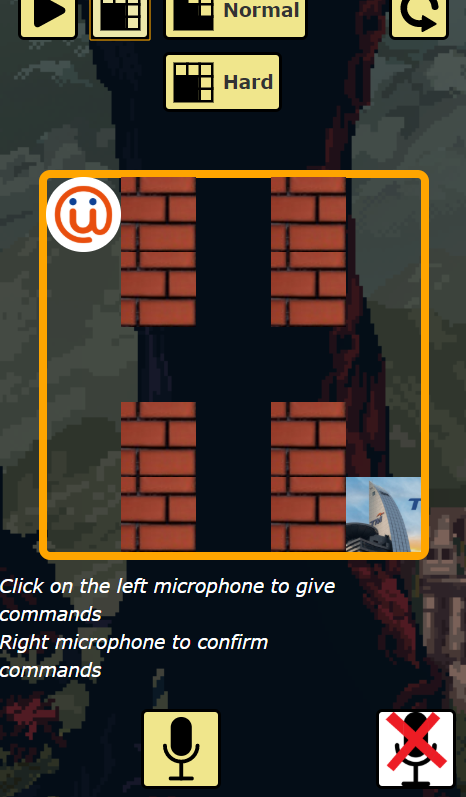 Normal
Hard
Click on the left microphone to give
commands
Right microphone to confirm
commands